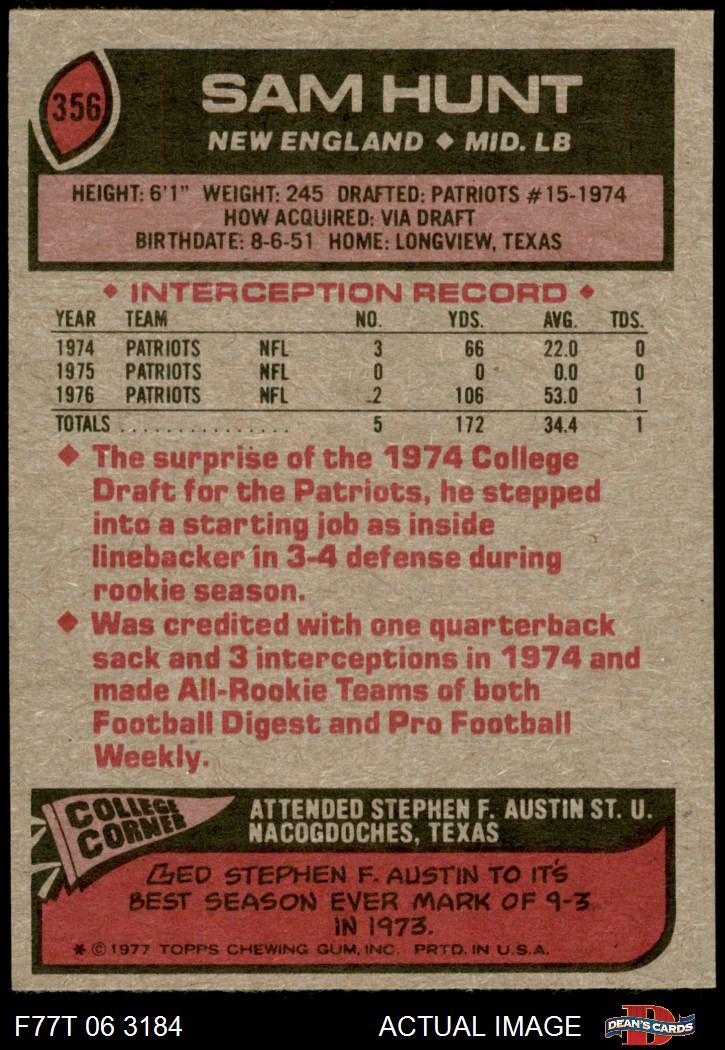 356
SAM HUNT
NEW ENGLAND ◆ MID. LB
HEIGHT: 6'1" WEIGHT: 245 DRAFTED: PATRIOTS #15-1974
HOW ACQUIRED: VIA DRAFT
BIRTHDATE: 8-6-51 HOME: LONGVIEW, TEXAS
◆ INTERCEPTION RECORD ◆
YEAR TEAM NO. YDS. AVG. TDS.
1974 PATRIOTS NFL 3 66 22.0 0
1975 PATRIOTS NFL 0 0 0.0 0
1976 PATRIOTS NFL 2 106 53.0 1
TOTALS . . . . . . . . . . . . . . . 5 172 34.4 1
◆ The surprise of the 1974 College
Draft for the Patriots, he stepped
into a starting job as inside
linebacker in 3-4 defense during
rookie season.
◆ Was credited with one quarterback
sack and 3 interceptions in 1974 and
made All-Rookie Teams of both
Football Digest and Pro Football
Weekly.
COLLEGE
CORNER
ATTENDED STEPHEN F. AUSTIN ST. U.
NACOGDOCHES, TEXAS
LED STEPHEN F. AUSTIN TO IT'S
BEST SEASON EVER MARK OF 9-3
IN 1973.
* © 1977 TOPPS CHEWING GUM, INC. PRTD. IN U.S.A.
F77T 06 3184 ACTUAL IMAGE
D
DEAN'S CARDS